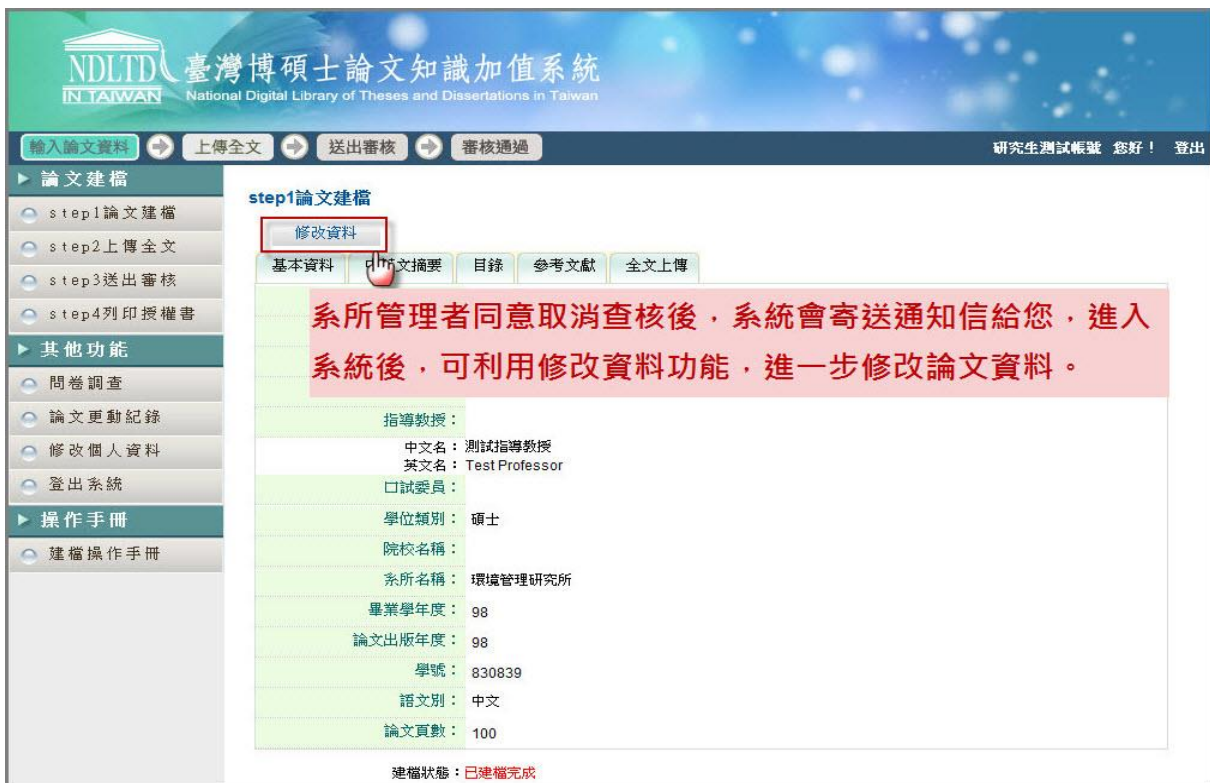 NDLTD
IN TAIWAN
臺灣博碩士論文知識加值系統
National Digital Library of Theses and Dissertations in Taiwan
輸入論文資料 上傳全文 送出審核 審核通過
研究生測試帳號 您好! 登出
論文建檔
step1論文建檔
step2上傳全文
step3送出審核
step4列印授權書
其他功能
問卷調查
論文更動紀錄
修改個人資料
登出系統
操作手冊
建檔操作手冊
step1論文建檔
修改資料
基本資料 中英文摘要 目錄 參考文獻 全文上傳
系所管理者同意取消查核後,系統會寄送通知信給您,進入
系統後,可利用修改資料功能,進一步修改論文資料。
指導教授:
中文名: 測試指導教授
英文名: Test Professor
口試委員:
學位類別: 碩士
院校名稱:
系所名稱: 環境管理研究所
畢業學年度: 98
論文出版年度: 98
學號: 830839
語文別: 中文
論文頁數: 100
建檔狀態:已建檔完成